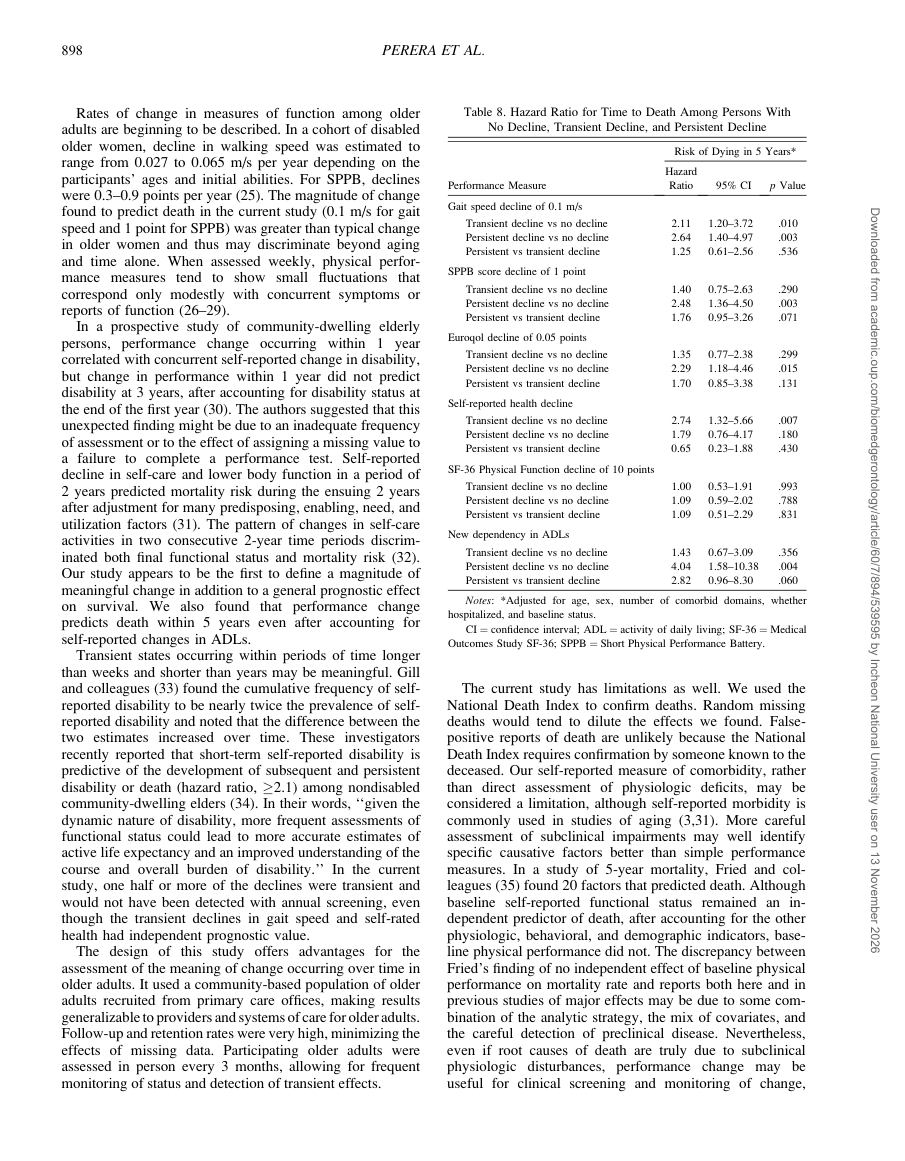 898
PERERA ET AL.
Rates of change in measures of function among older
adults are beginning to be described. In a cohort of disabled
older women, decline in walking speed was estimated to
range from 0.027 to 0.065 m/s per year depending on the
participants' ages and initial abilities. For SPPB, declines
were 0.3–0.9 points per year (25). The magnitude of change
found to predict death in the current study (0.1 m/s for gait
speed and 1 point for SPPB) was greater than typical change
in older women and thus may discriminate beyond aging
and time alone. When assessed weekly, physical perfor-
mance measures tend to show small fluctuations that
correspond only modestly with concurrent symptoms or
reports of function (26–29).
In a prospective study of community-dwelling elderly
persons, performance change occurring within 1 year
correlated with concurrent self-reported change in disability,
but change in performance within 1 year did not predict
disability at 3 years, after accounting for disability status at
the end of the first year (30). The authors suggested that this
unexpected finding might be due to an inadequate frequency
of assessment or to the effect of assigning a missing value to
a failure to complete a performance test. Self-reported
decline in self-care and lower body function in a period of
2 years predicted mortality risk during the ensuing 2 years
after adjustment for many predisposing, enabling, need, and
utilization factors (31). The pattern of changes in self-care
activities in two consecutive 2-year time periods discrim-
inated both final functional status and mortality risk (32).
Our study appears to be the first to define a magnitude of
meaningful change in addition to a general prognostic effect
on survival. We also found that performance change
predicts death within 5 years even after accounting for
self-reported changes in ADLs.
Transient states occurring within periods of time longer
than weeks and shorter than years may be meaningful. Gill
and colleagues (33) found the cumulative frequency of self-
reported disability to be nearly twice the prevalence of self-
reported disability and noted that the difference between the
two estimates increased over time. These investigators
recently reported that short-term self-reported disability is
predictive of the development of subsequent and persistent
disability or death (hazard ratio, ≥2.1) among nondisabled
community-dwelling elders (34). In their words, ‘‘given the
dynamic nature of disability, more frequent assessments of
functional status could lead to more accurate estimates of
active life expectancy and an improved understanding of the
course and overall burden of disability.’’ In the current
study, one half or more of the declines were transient and
would not have been detected with annual screening, even
though the transient declines in gait speed and self-rated
health had independent prognostic value.
The design of this study offers advantages for the
assessment of the meaning of change occurring over time in
older adults. It used a community-based population of older
adults recruited from primary care offices, making results
generalizable to providers and systems of care for older adults.
Follow-up and retention rates were very high, minimizing the
effects of missing data. Participating older adults were
assessed in person every 3 months, allowing for frequent
monitoring of status and detection of transient effects.
Table 8. Hazard Ratio for Time to Death Among Persons With
No Decline, Transient Decline, and Persistent Decline
Risk of Dying in 5 Years*
Performance Measure Hazard Ratio 95% CI p Value
Gait speed decline of 0.1 m/s
Transient decline vs no decline 2.11 1.20–3.72 .010
Persistent decline vs no decline 2.64 1.40–4.97 .003
Persistent vs transient decline 1.25 0.61–2.56 .536
SPPB score decline of 1 point
Transient decline vs no decline 1.40 0.75–2.63 .290
Persistent decline vs no decline 2.48 1.36–4.50 .003
Persistent vs transient decline 1.76 0.95–3.26 .071
Euroqol decline of 0.05 points
Transient decline vs no decline 1.35 0.77–2.38 .299
Persistent decline vs no decline 2.29 1.18–4.46 .015
Persistent vs transient decline 1.70 0.85–3.38 .131
Self-reported health decline
Transient decline vs no decline 2.74 1.32–5.66 .007
Persistent decline vs no decline 1.79 0.76–4.17 .180
Persistent vs transient decline 0.65 0.23–1.88 .430
SF-36 Physical Function decline of 10 points
Transient decline vs no decline 1.00 0.53–1.91 .993
Persistent decline vs no decline 1.09 0.59–2.02 .788
Persistent vs transient decline 1.09 0.51–2.29 .831
New dependency in ADLs
Transient decline vs no decline 1.43 0.67–3.09 .356
Persistent decline vs no decline 4.04 1.58–10.38 .004
Persistent vs transient decline 2.82 0.96–8.30 .060
Notes: *Adjusted for age, sex, number of comorbid domains, whether
hospitalized, and baseline status.
CI = confidence interval; ADL = activity of daily living; SF-36 = Medical
Outcomes Study SF-36; SPPB = Short Physical Performance Battery.
The current study has limitations as well. We used the
National Death Index to confirm deaths. Random missing
deaths would tend to dilute the effects we found. False-
positive reports of death are unlikely because the National
Death Index requires confirmation by someone known to the
deceased. Our self-reported measure of comorbidity, rather
than direct assessment of physiologic deficits, may be
considered a limitation, although self-reported morbidity is
commonly used in studies of aging (3,31). More careful
assessment of subclinical impairments may well identify
specific causative factors better than simple performance
measures. In a study of 5-year mortality, Fried and col-
leagues (35) found 20 factors that predicted death. Although
baseline self-reported functional status remained an in-
dependent predictor of death, after accounting for the other
physiologic, behavioral, and demographic indicators, base-
line physical performance did not. The discrepancy between
Fried's finding of no independent effect of baseline physical
performance on mortality rate and reports both here and in
previous studies of major effects may be due to some com-
bination of the analytic strategy, the mix of covariates, and
the careful detection of preclinical disease. Nevertheless,
even if root causes of death are truly due to subclinical
physiologic disturbances, performance change may be
useful for clinical screening and monitoring of change,
Downloaded from academic.oup.com/biomedgerontology/article/60/7/894/539595 by Incheon National University user on 13 November 2026